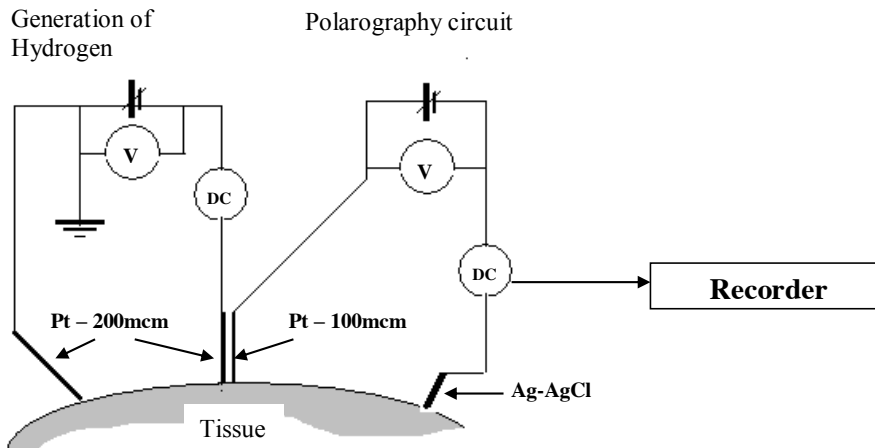 Generation of
Hydrogen
Polarography circuit
V
V
DC
DC
Recorder
Pt – 200mcm
Pt – 100mcm
Ag-AgCl
Tissue